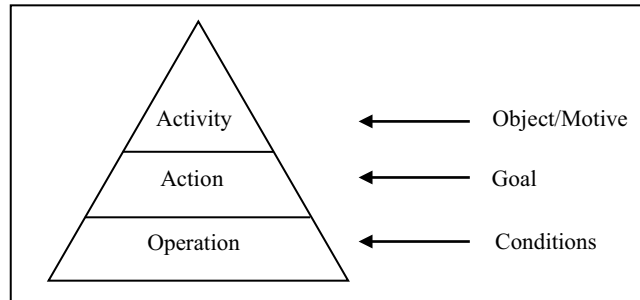 Activity Object/Motive
Action Goal
Operation Conditions